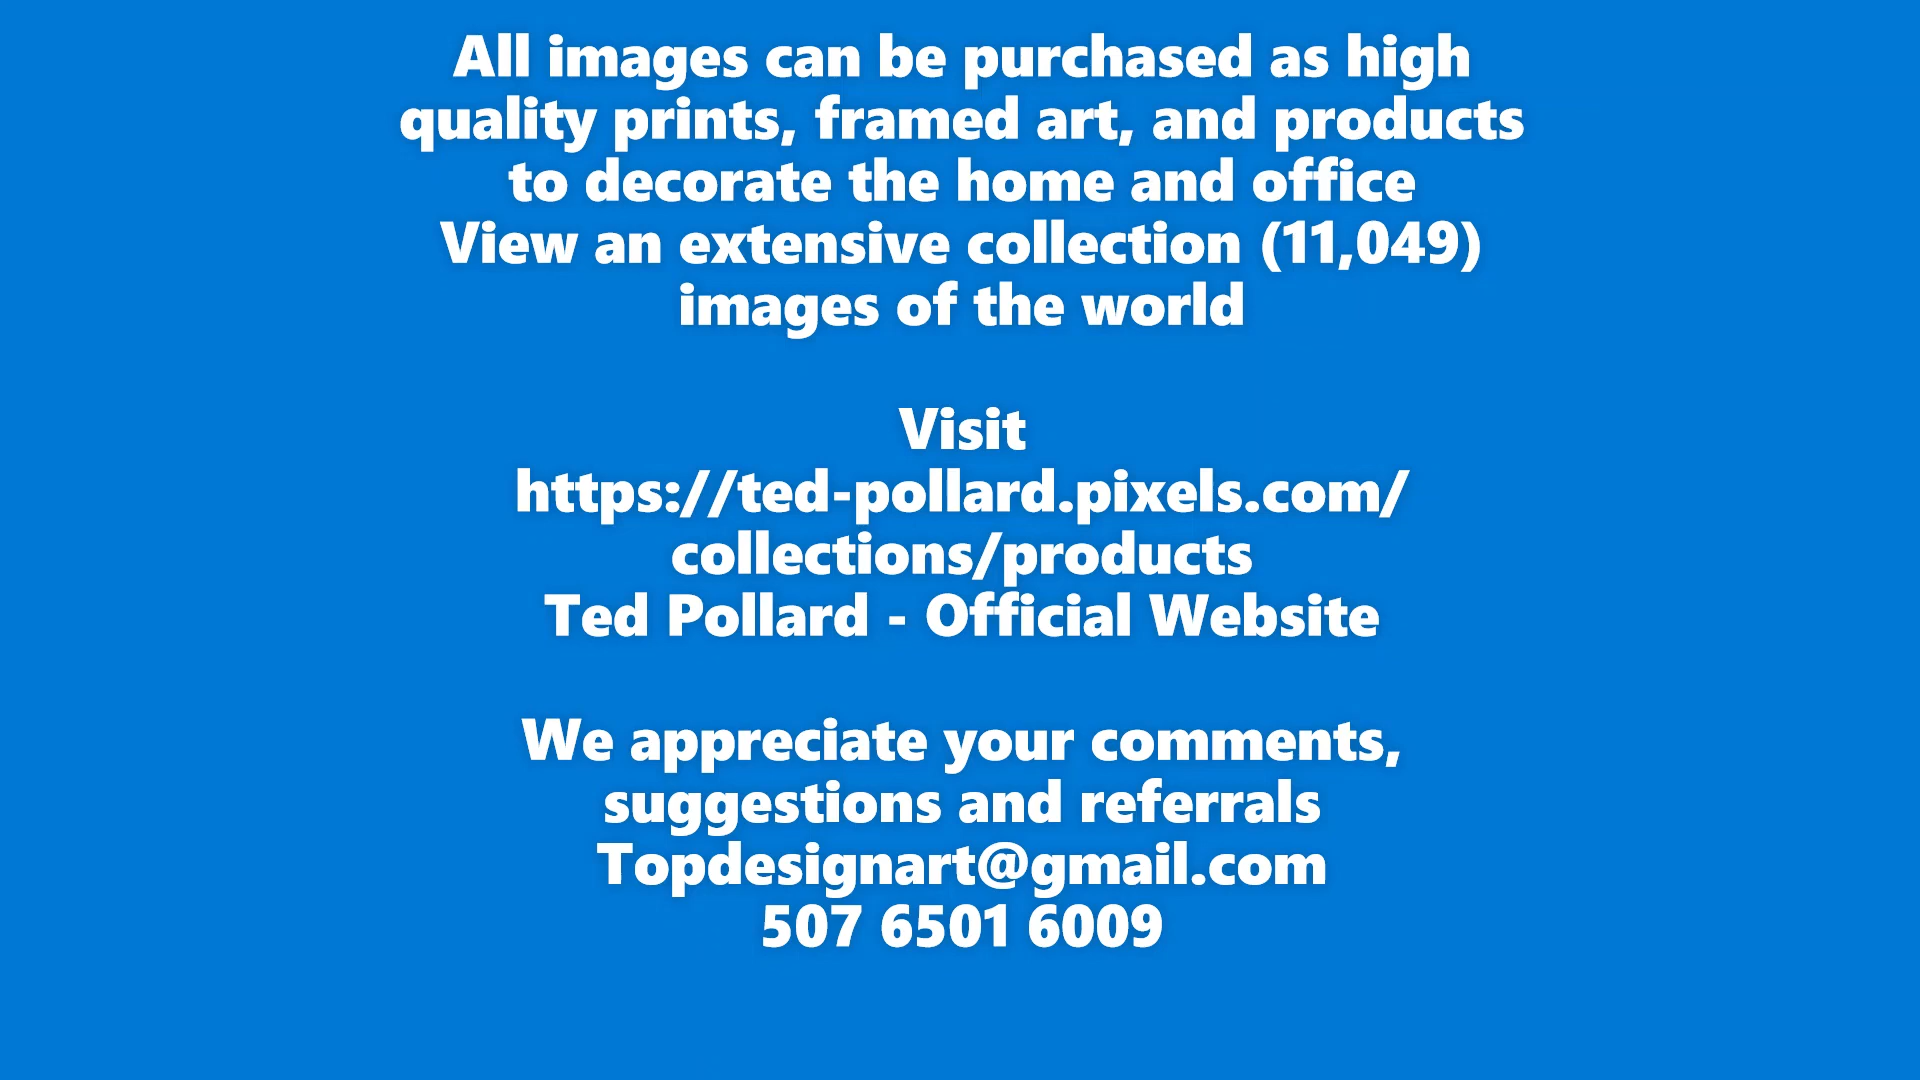 All images can be purchased as high
quality prints, framed art, and products
to decorate the home and office
View an extensive collection (11,049)
images of the world
Visit
https://ted-pollard.pixels.com/
collections/products
Ted Pollard - Official Website
We appreciate your comments,
suggestions and referrals
Topdesignart@gmail.com
507 6501 6009